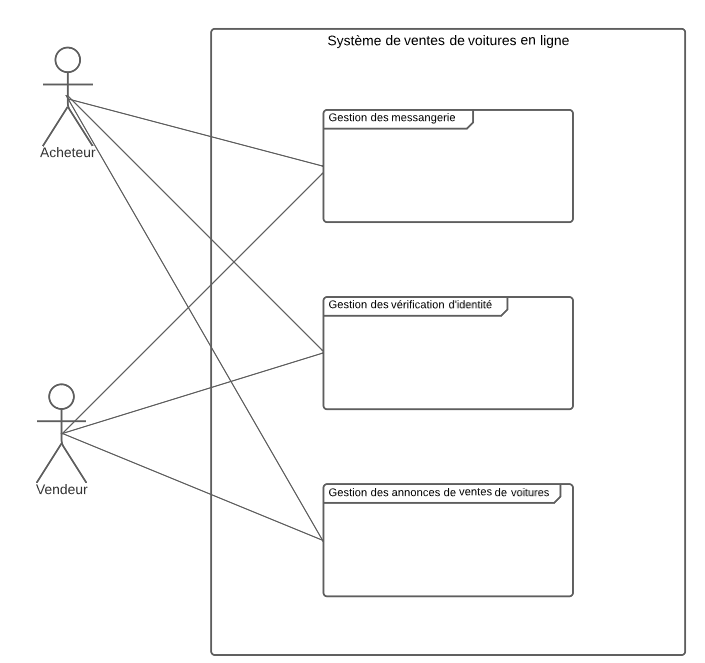 Système de ventes de voitures en ligne
Acheteur
Gestion des messangerie
Gestion des vérification d'identité
Vendeur
Gestion des annonces de ventes de voitures